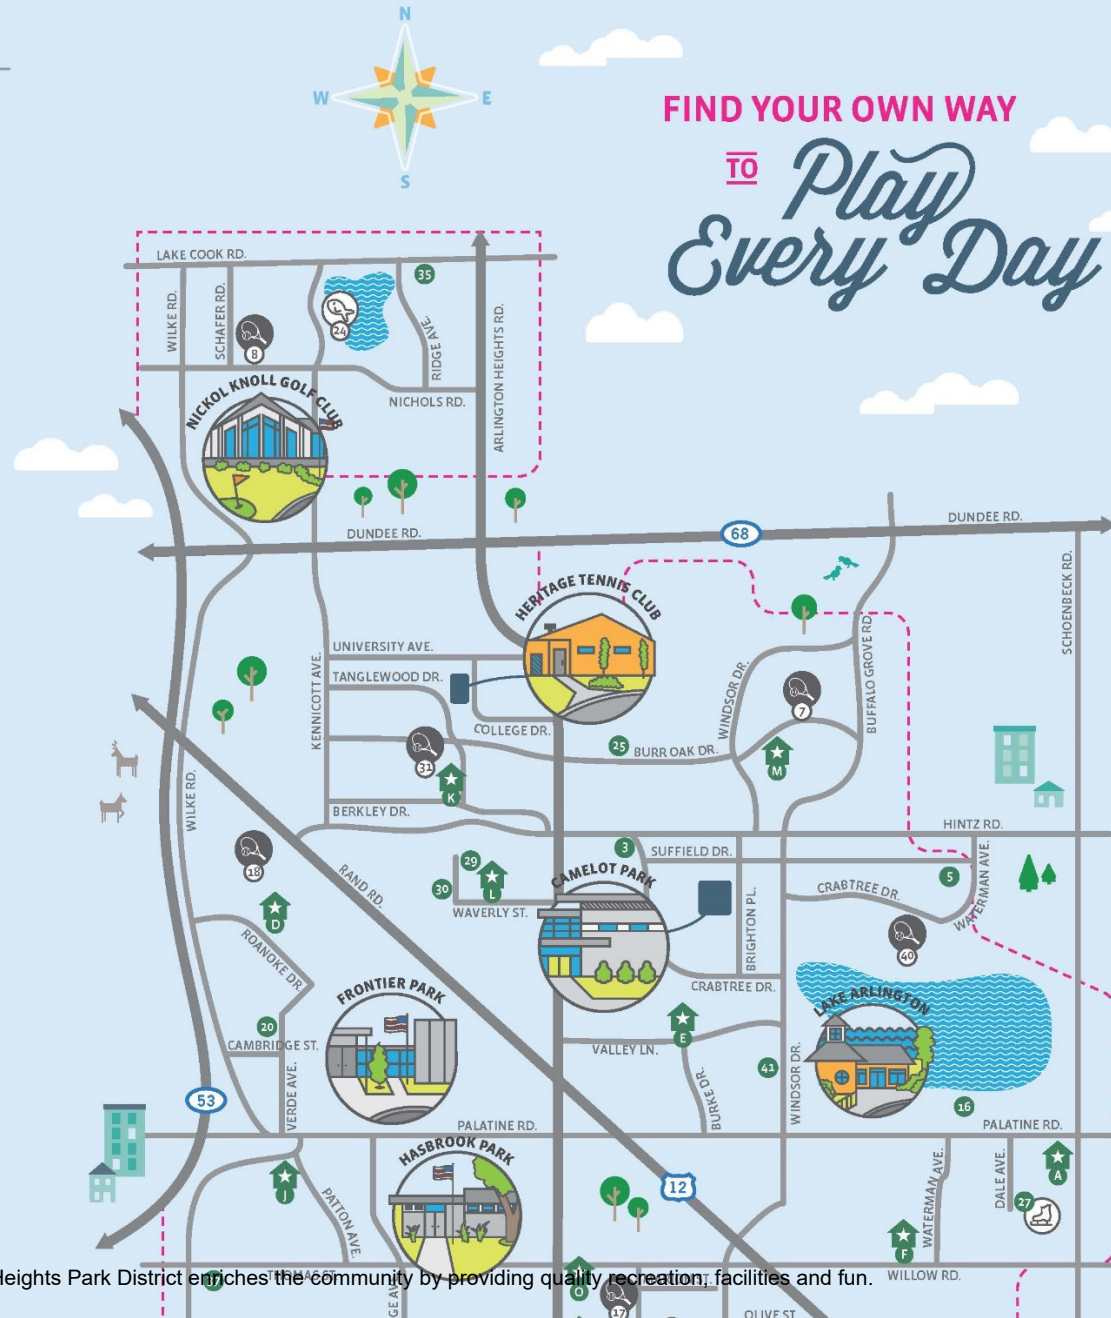 N
W
E
S
FIND YOUR OWN WAY
TO Play
Every Day
LAKE COOK RD.
35
WILKE RD.
SCHAFER RD.
8
24
RIDGE AVE.
ARLINGTON HEIGHTS RD.
NICHOLS RD.
NICKOL KNOLL GOLF CLUB
DUNDEE RD.
68
DUNDEE RD.
HERITAGE TENNIS CLUB
SCHOENBECK RD.
UNIVERSITY AVE.
TANGLEWOOD DR.
KENNICOTT AVE.
COLLEGE DR.
WINDSOR DR.
BUFFALO GROVE RD.
7
25
BURR OAK DR.
M
31
K
WILKE RD.
BERKLEY DR.
HINTZ RD.
18
RAND RD.
29
30
L
WAVERLY ST.
3
SUFFIELD DR.
CAMELOT PARK
BRIGHTON PL.
CRABTREE DR.
5
WATERMAN AVE.
40
D
ROANOKE DR.
CRABTREE DR.
FRONTIER PARK
LAKE ARLINGTON
20
CAMBRIDGE ST.
E
VALLEY LN.
41
WINDSOR DR.
BURKE DR.
VERDE AVE.
53
16
PALATINE RD.
PALATINE RD.
HASBROOK PARK
J
PATTON AVE.
12
WATERMAN AVE.
DALE AVE.
A
27
F
WILLOW RD.
Heights Park District enriches the community by providing quality recreation, facilities and fun.
THOMAS ST.
O
17
OLIVE ST.